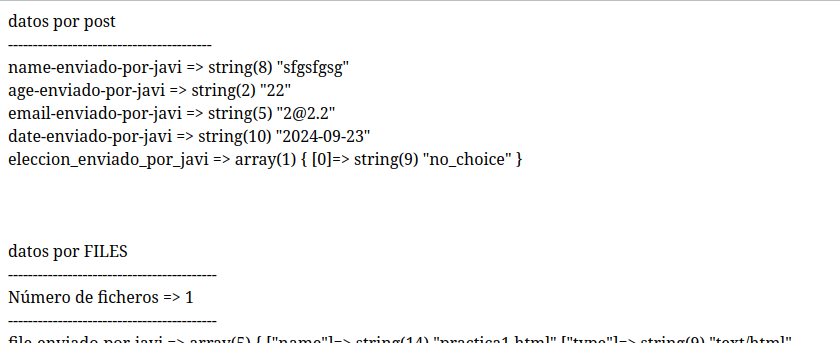 datos por post
-----------------------------------------
name-enviado-por-javi => string(8) "sfgsfgsg"
age-enviado-por-javi => string(2) "22"
email-enviado-por-javi => string(5) "2@2.2"
date-enviado-por-javi => string(10) "2024-09-23"
eleccion_enviado_por_javi => array(1) { [0]=> string(9) "no_choice" }
datos por FILES
------------------------------------------
Número de ficheros => 1
------------------------------------------
file-enviado-por-javi => array(5) { ["name"]=> string(14) "practica1.html" ["type"]=> string(9) "text/html"